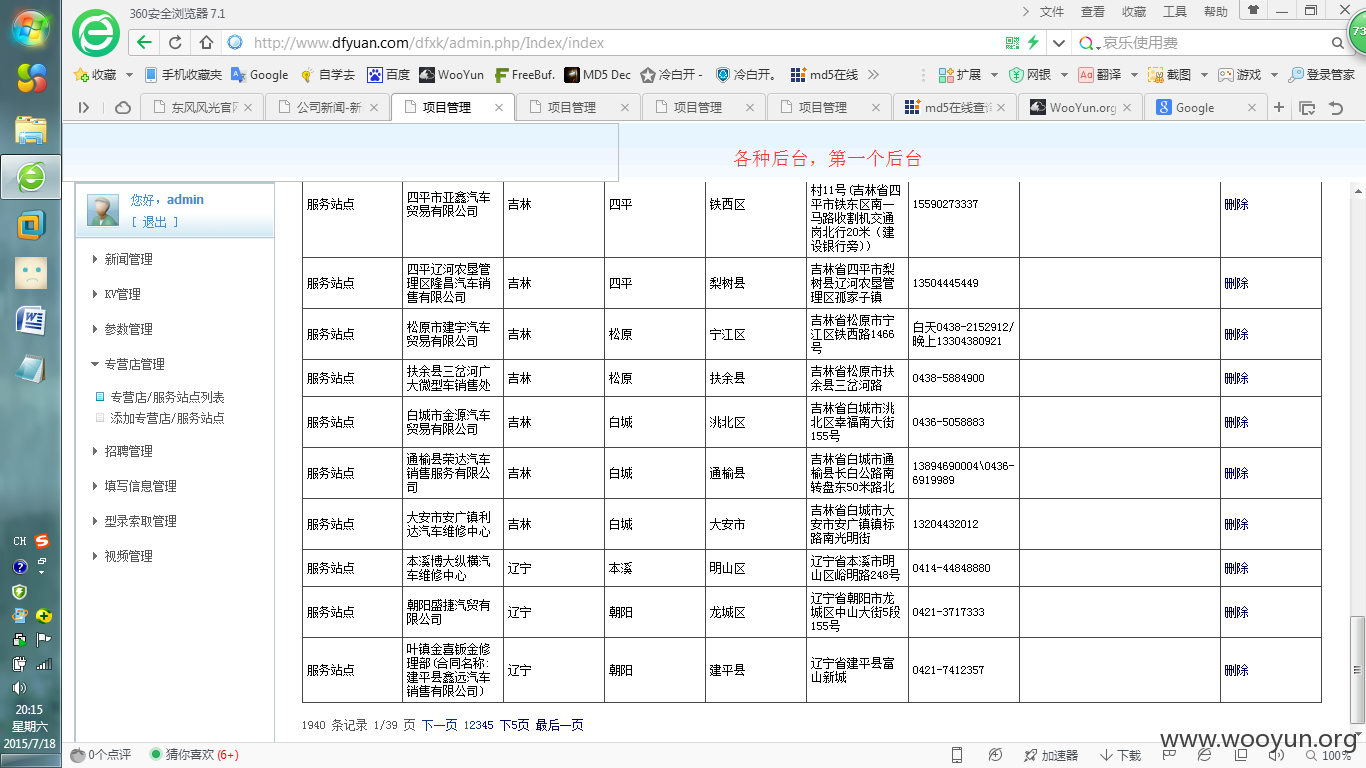 360安全浏览器 7.1
文件 查看 收藏 工具 帮助
http://www.dfyuan.com/dfxk/admin.php/Index/index
哀乐使用费
73
收藏 手机收藏夹 Google 自学去 百度 WooYun FreeBuf. MD5 Dec 冷白开 - 冷白开。 md5在线 扩展 网银 翻译 截图 游戏 登录管家
东风风光官 公司新闻-新 项目管理 项目管理 项目管理 项目管理 md5在线查 WooYun.org Google
各种后台，第一个后台
您好，admin
[ 退出 ]
新闻管理
KV管理
参数管理
专营店管理
专营店/服务站点列表
添加专营店/服务站点
招聘管理
填写信息管理
型录索取管理
视频管理
服务站点 四平市亚鑫汽车贸易有限公司 吉林 四平 铁西区 村11号(吉林省四平市铁东区南一马路收割机交通岗北行20米（建设银行旁）) 15590273337 删除
服务站点 四平辽河农垦管理区隆昌汽车销售有限公司 吉林 四平 梨树县 吉林省四平市梨树县辽河农垦管理区孤家子镇 13504445449 删除
服务站点 松原市建宇汽车贸易有限公司 吉林 松原 宁江区 吉林省松原市宁江区铁西路1466号 白天0438-2152912/晚上13304380921 删除
服务站点 扶余县三岔河广大微型车销售处 吉林 松原 扶余县 吉林省松原市扶余县三岔河路 0438-5884900 删除
服务站点 白城市金源汽车贸易有限公司 吉林 白城 洮北区 吉林省白城市洮北区幸福南大街155号 0436-5058883 删除
服务站点 通榆县荣达汽车销售服务有限公司 吉林 白城 通榆县 吉林省白城市通榆县长白公路南转盘东50米路北 13894690004\0436-6919989 删除
服务站点 大安市安广镇利达汽车维修中心 吉林 白城 大安市 吉林省白城市大安市安广镇镇标路南光明街 13204432012 删除
服务站点 本溪博大纵横汽车维修中心 辽宁 本溪 明山区 辽宁省本溪市明山区峪明路248号 0414-44848880 删除
服务站点 朝阳盛捷汽贸有限公司 辽宁 朝阳 龙城区 辽宁省朝阳市龙城区中山大街5段155号 0421-3717333 删除
服务站点 叶镇金喜钣金修理部(合同名称:建平县鑫远汽车销售有限公司) 辽宁 朝阳 建平县 辽宁省建平县富山新城 0421-7412357 删除
1940 条记录 1/39 页 下一页 12345 下5页 最后一页
CH
20:15
星期六
2015/7/18
0个点评 猜你喜欢 (6+)
加速器 下载 100%
www.wooyun.org